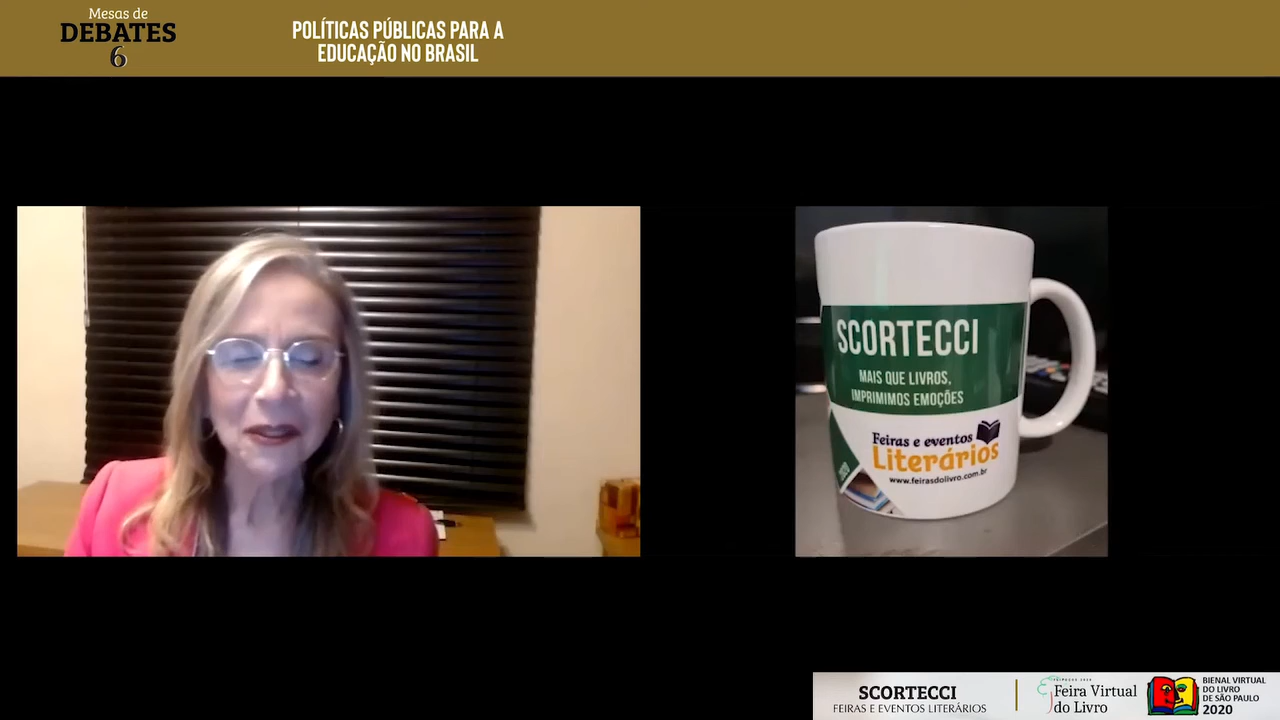 Mesas de
DEBATES
6
POLÍTICAS PÚBLICAS PARA A
EDUCAÇÃO NO BRASIL
SCORTECCI
MAIS QUE LIVROS,
IMPRIMIMOS EMOÇÕES
Feiras e eventos
Literários
www.feirasdolivro.com.br
SCORTECCI
FEIRAS E EVENTOS LITERÁRIOS
Feira Virtual
do Livro
BIENAL VIRTUAL
DO LIVRO
DE SÃO PAULO
2020